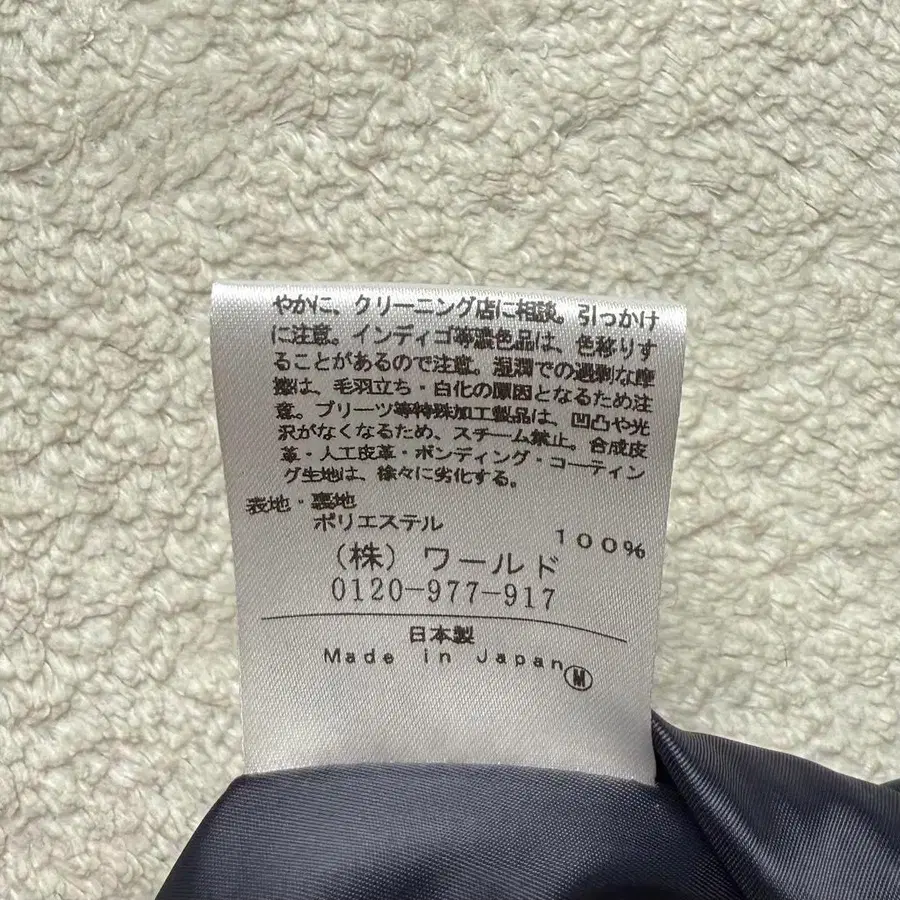 やかに、クリーニング店に相談。引っかけ
に注意。インディゴ等濃色品は、色移りす
ることがあるので注意。湿潤での過剰な摩
擦は、毛羽立ち・白化の原因となるため注
意。プリーツ等特殊加工製品は、凹凸や光
沢がなくなるため、スチーム禁止。合成皮
革・人工皮革・ボンディング・コーティン
グ生地は、徐々に劣化する。
表地・裏地
ポリエステル 100%
(株) ワールド
0120-977-917
日本製
Made in Japan Ⓜ